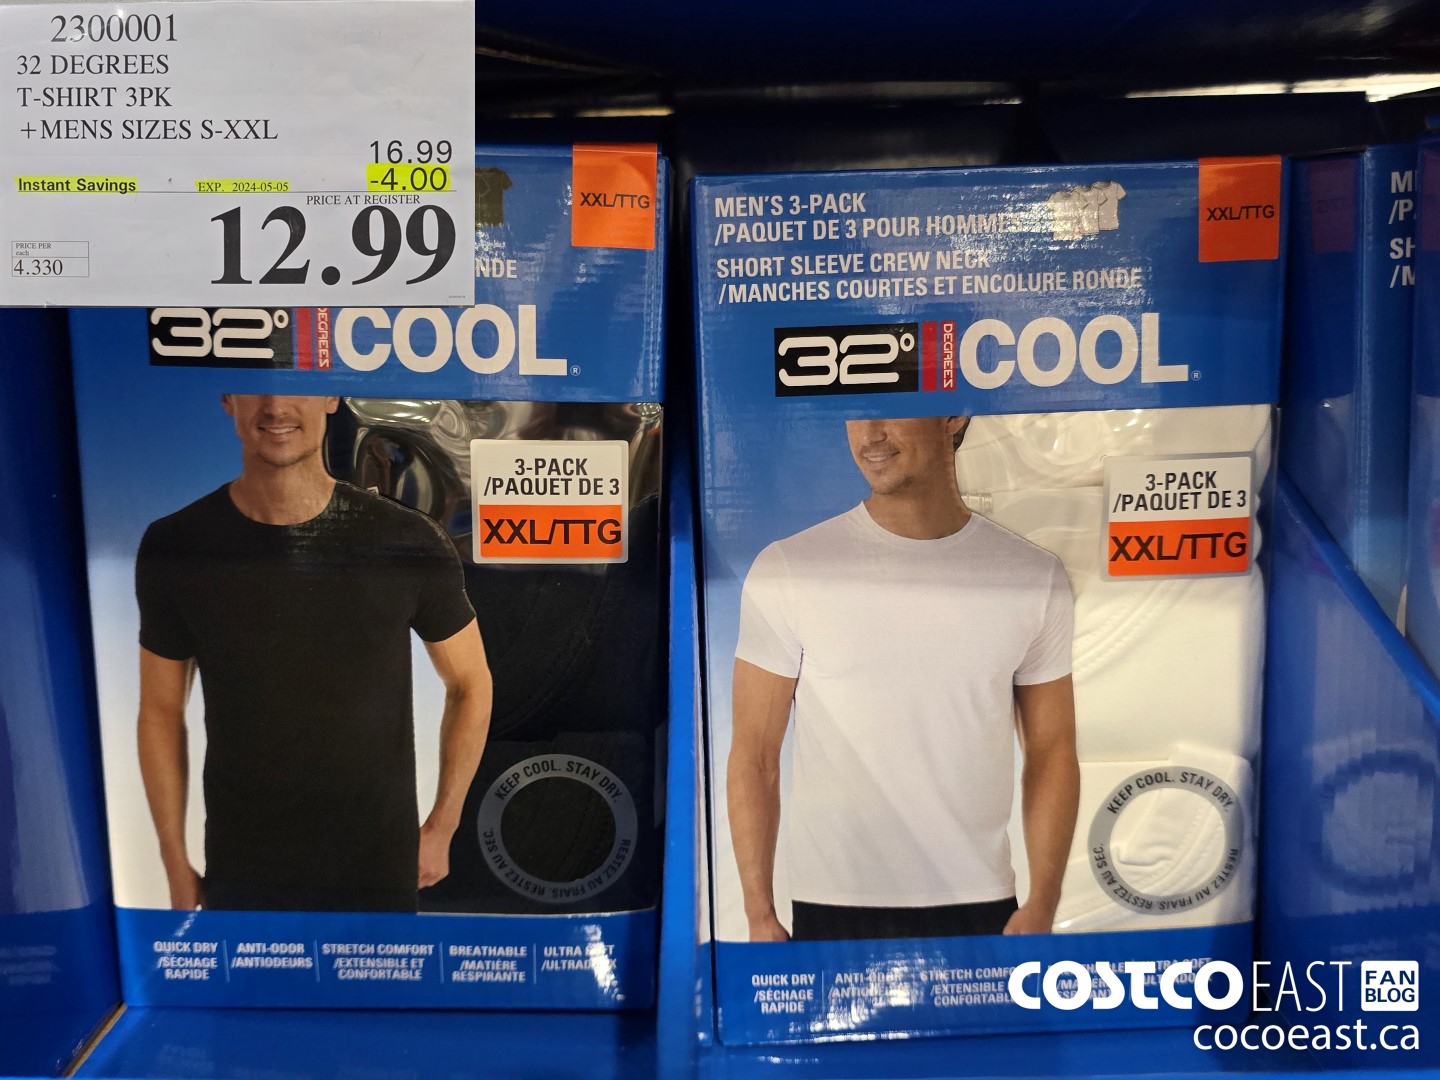 2300001
32 DEGREES
T-SHIRT 3PK
+MENS SIZES S-XXL
16.99
Instant Savings
EXP. 2024-05-05
-4.00
PRICE AT REGISTER
12.99
PRICE PER
each
4.330
XXL/TTG
NDE
32° DEGREES COOL®
3-PACK
/PAQUET DE 3
XXL/TTG
KEEP COOL. STAY DRY.
RESTEZ AU FRAIS. RESTEZ AU SEC.
QUICK DRY
/SÉCHAGE
RAPIDE
ANTI-ODOR
/ANTIODEURS
STRETCH COMFORT
/EXTENSIBLE ET
CONFORTABLE
BREATHABLE
/MATIÈRE
RESPIRANTE
ULTRA
MEN'S 3-PACK
/PAQUET DE 3 POUR HOMMES
SHORT SLEEVE CREW NECK
/MANCHES COURTES ET ENCOLURE RONDE
XXL/TTG
32° DEGREES COOL®
3-PACK
/PAQUET DE 3
XXL/TTG
KEEP COOL. STAY DRY.
RESTEZ AU FRAIS. RESTEZ AU SEC.
QUICK DRY
/SÉCHAGE
RAPIDE
STRETCH
/EXTENSIBLE
M
/P
SH
/M
COSTCO EAST FAN BLOG
cocoeast.ca